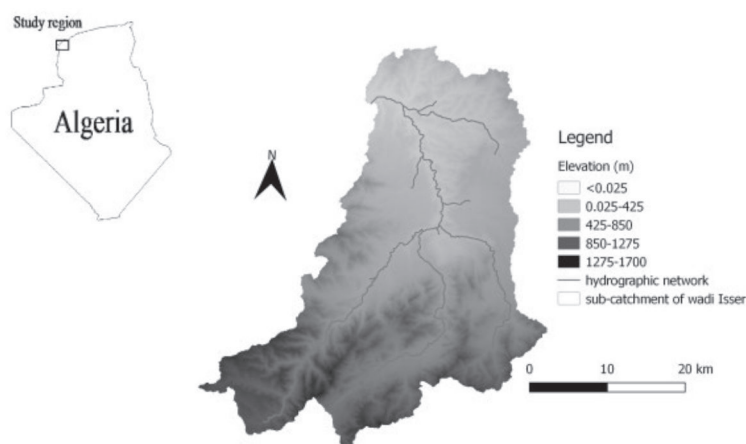 Study region
Algeria
N
Legend
Elevation (m)
<0.025
0.025-425
425-850
850-1275
1275-1700
hydrographic network
sub-catchment of wadi Isser
0 10 20 km